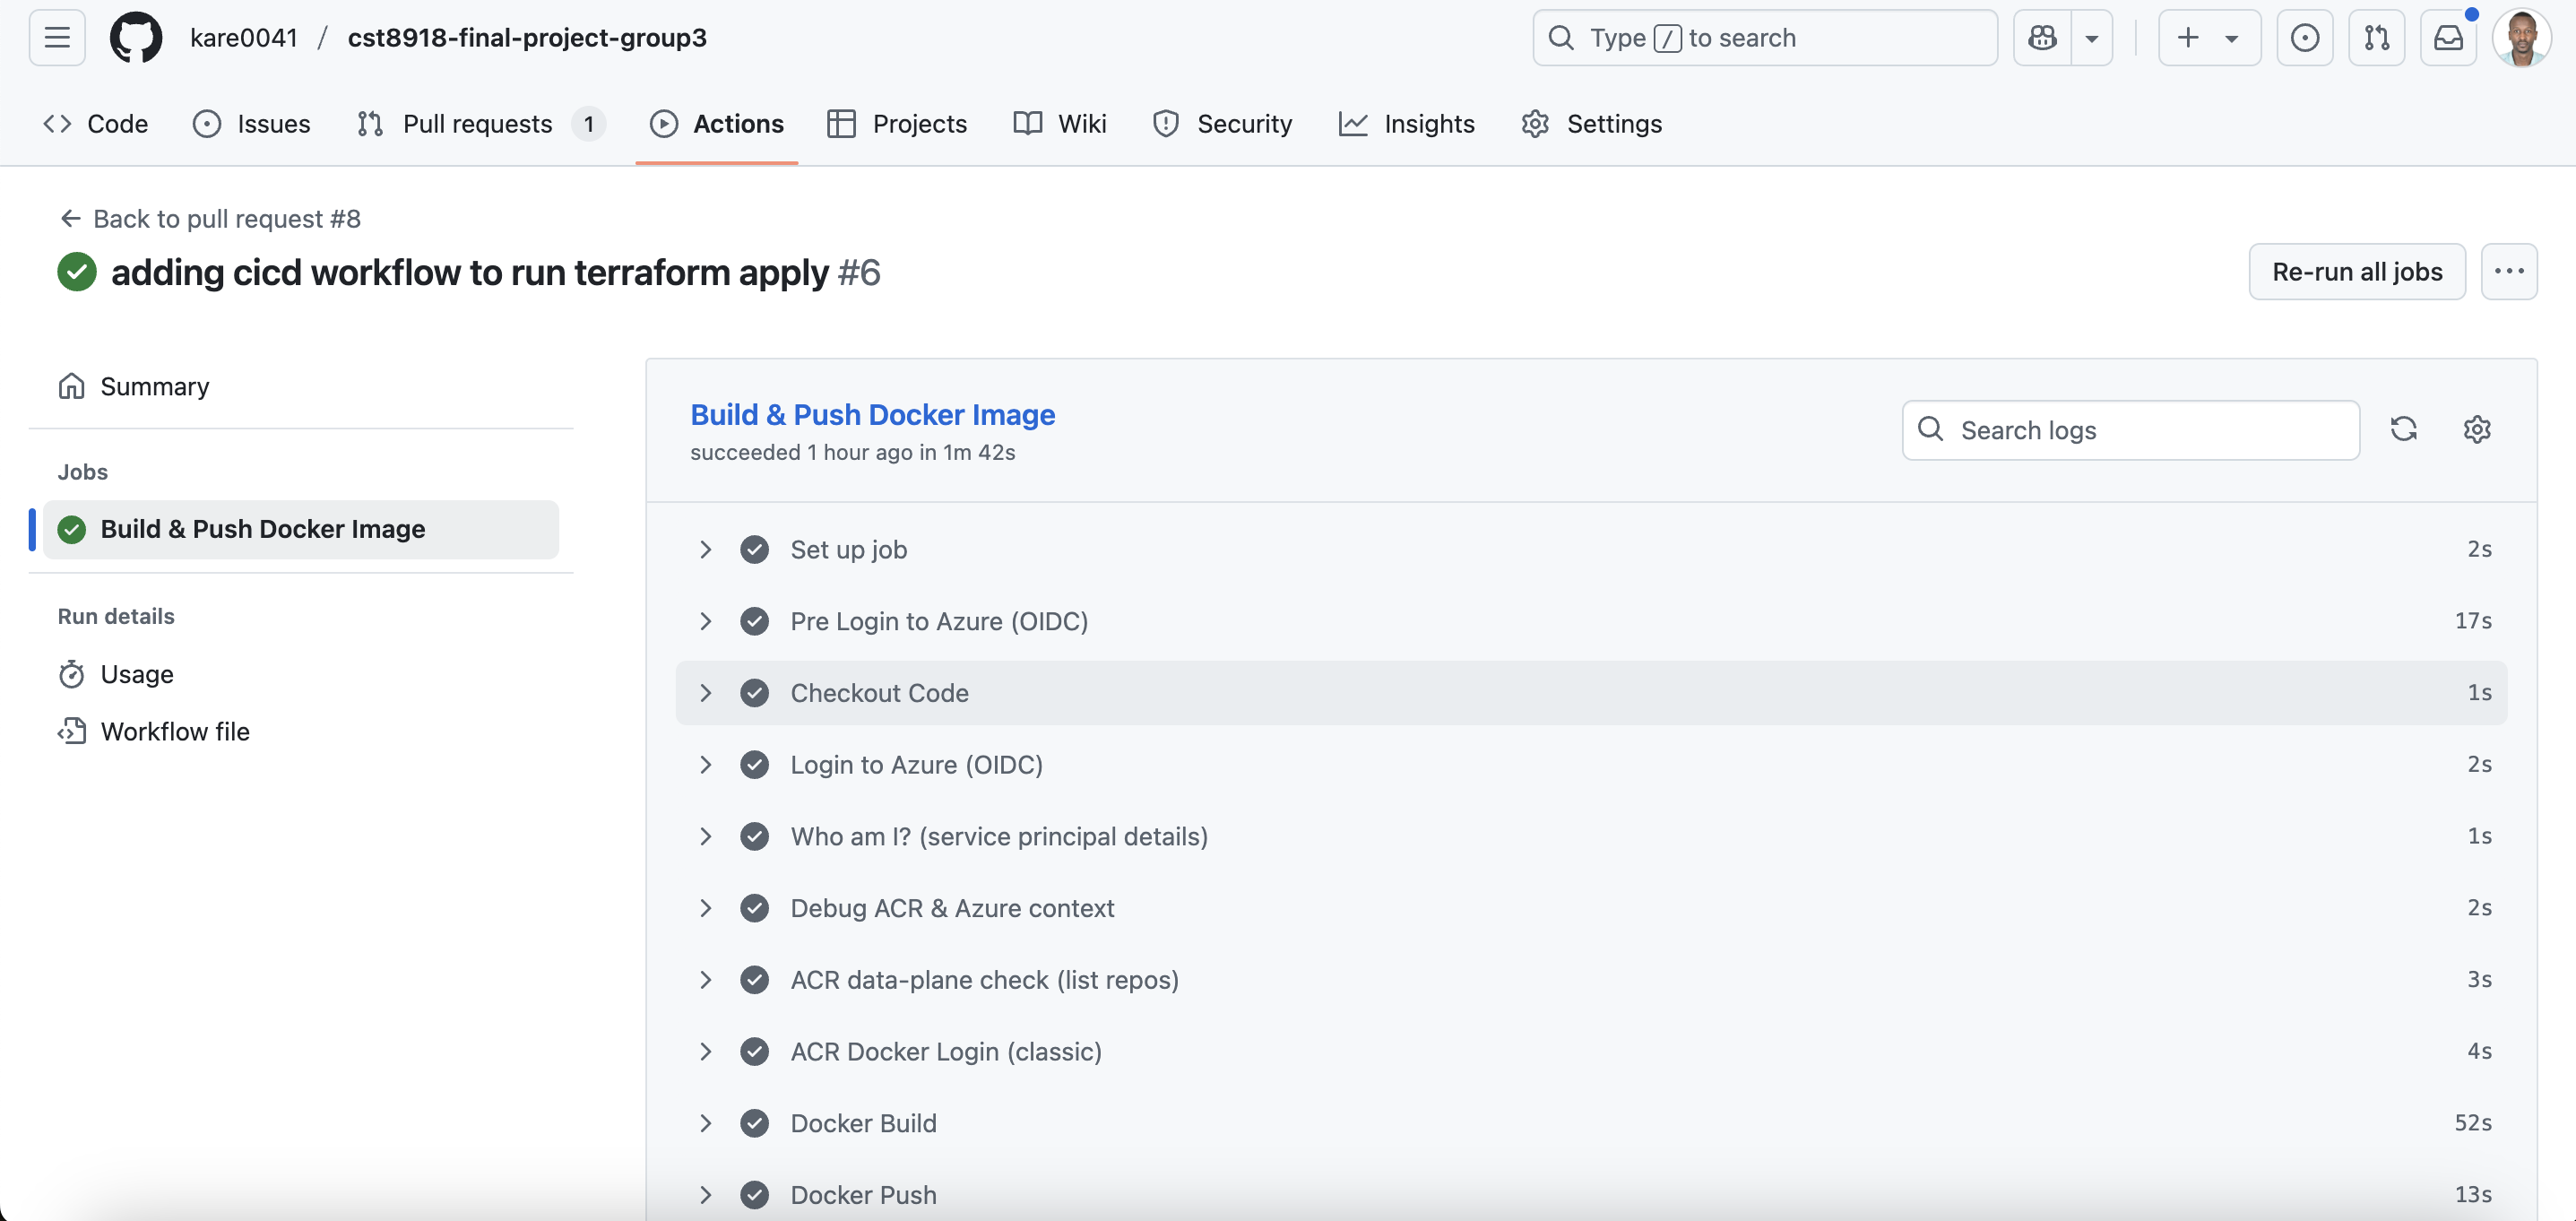 kare0041 / cst8918-final-project-group3
Type / to search
Code
Issues
Pull requests 1
Actions
Projects
Wiki
Security
Insights
Settings
Back to pull request #8
adding cicd workflow to run terraform apply #6
Re-run all jobs
Summary
Jobs
Build & Push Docker Image
Run details
Usage
Workflow file
Build & Push Docker Image
succeeded 1 hour ago in 1m 42s
Search logs
Set up job 2s
Pre Login to Azure (OIDC) 17s
Checkout Code 1s
Login to Azure (OIDC) 2s
Who am I? (service principal details) 1s
Debug ACR & Azure context 2s
ACR data-plane check (list repos) 3s
ACR Docker Login (classic) 4s
Docker Build 52s
Docker Push 13s